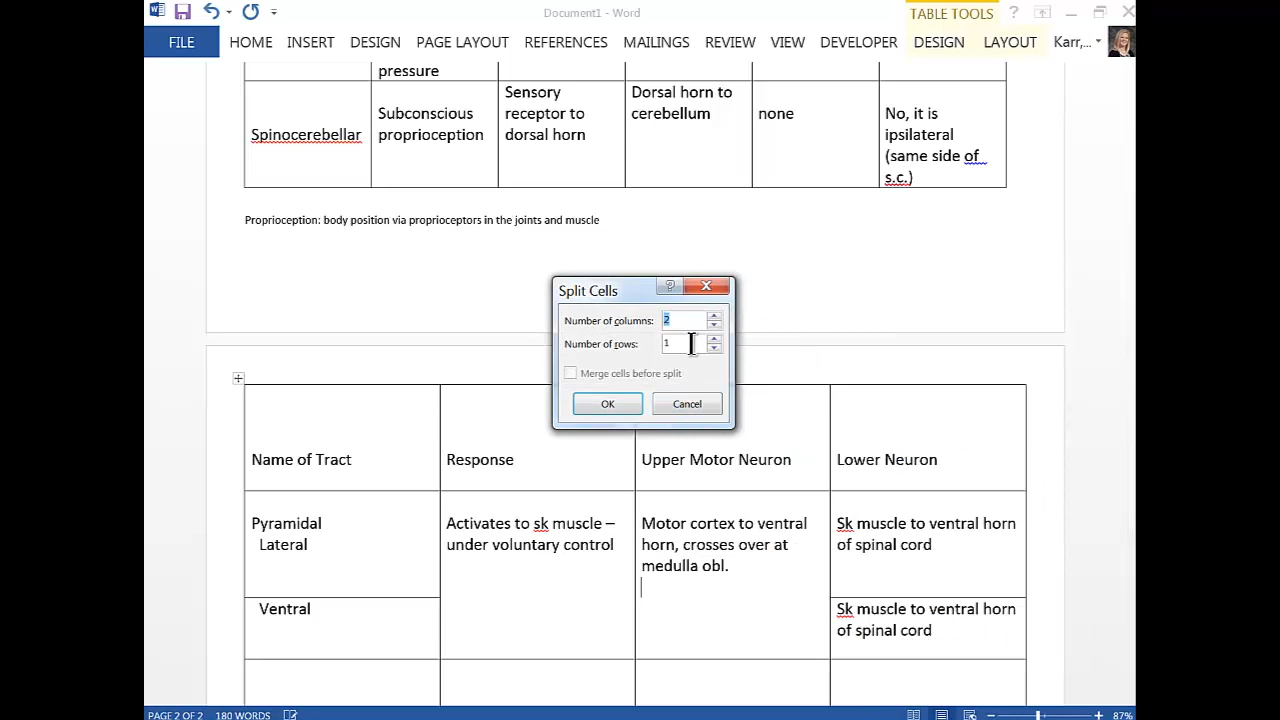 Document1 - Word
TABLE TOOLS
?
FILE
HOME
INSERT
DESIGN
PAGE LAYOUT
REFERENCES
MAILINGS
REVIEW
VIEW
DEVELOPER
DESIGN
LAYOUT
Karr,...
pressure
Spinocerebellar
Subconscious
proprioception
Sensory
receptor to
dorsal horn
Dorsal horn to
cerebellum
none
No, it is
ipsilateral
(same side of
s.c.)
Proprioception: body position via proprioceptors in the joints and muscle
Split Cells
?
Number of columns: 2
Number of rows: 1
Merge cells before split
OK
Cancel
Name of Tract
Response
Upper Motor Neuron
Lower Neuron
Pyramidal
Lateral
Activates to sk muscle –
under voluntary control
Motor cortex to ventral
horn, crosses over at
medulla obl.
Sk muscle to ventral horn
of spinal cord
Ventral
Sk muscle to ventral horn
of spinal cord
PAGE 2 OF 2
180 WORDS
87%